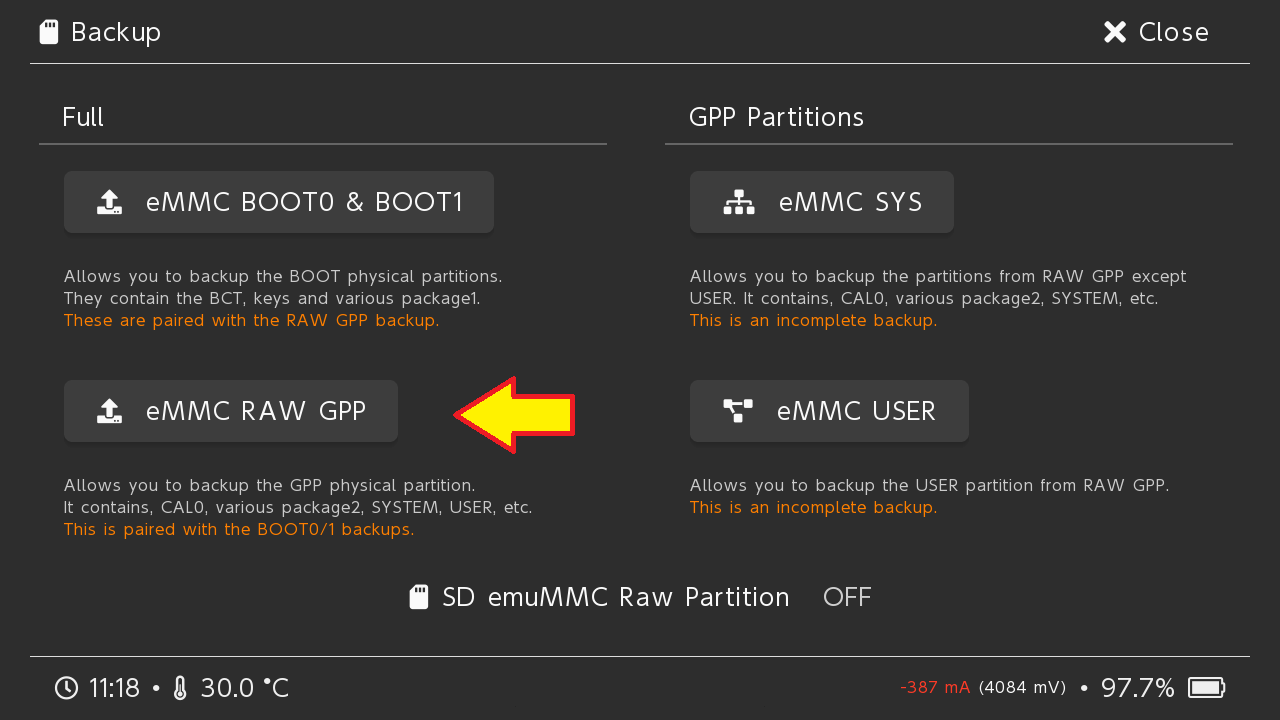 Backup
Close
Full
eMMC BOOT0 & BOOT1
Allows you to backup the BOOT physical partitions.
They contain the BCT, keys and various package1.
These are paired with the RAW GPP backup.
eMMC RAW GPP
Allows you to backup the GPP physical partition.
It contains, CAL0, various package2, SYSTEM, USER, etc.
This is paired with the BOOT0/1 backups.
GPP Partitions
eMMC SYS
Allows you to backup the partitions from RAW GPP except
USER. It contains, CAL0, various package2, SYSTEM, etc.
This is an incomplete backup.
eMMC USER
Allows you to backup the USER partition from RAW GPP.
This is an incomplete backup.
SD emuMMC Raw Partition OFF
11:18 • 30.0 °C
-387 mA (4084 mV) • 97.7%